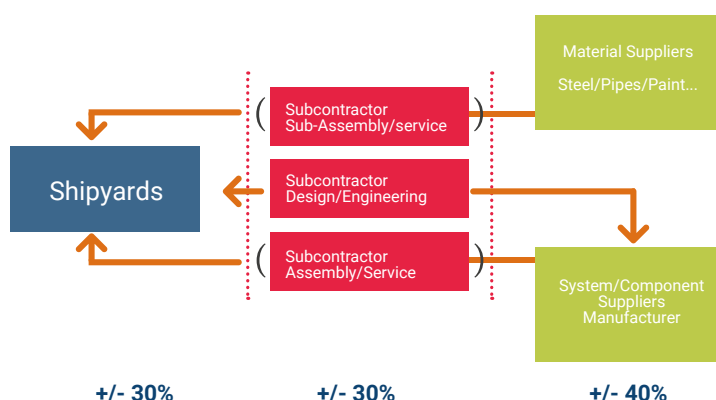 Material Suppliers
Steel/Pipes/Paint...
( Subcontractor )
Sub-Assembly/service
Shipyards
Subcontractor
Design/Engineering
( Subcontractor )
Assembly/Service
System/Component
Suppliers
Manufacturer
+/- 30%
+/- 30%
+/- 40%